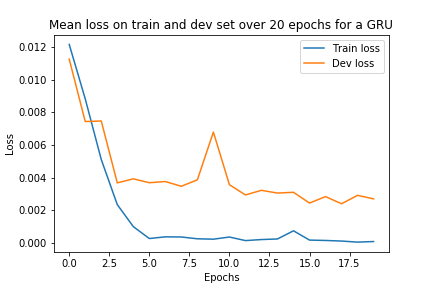 Mean loss on train and dev set over 20 epochs for a GRU
Train loss
Dev loss
0.012
0.010
0.008
0.006
0.004
0.002
0.000
Loss
0.0 2.5 5.0 7.5 10.0 12.5 15.0 17.5
Epochs